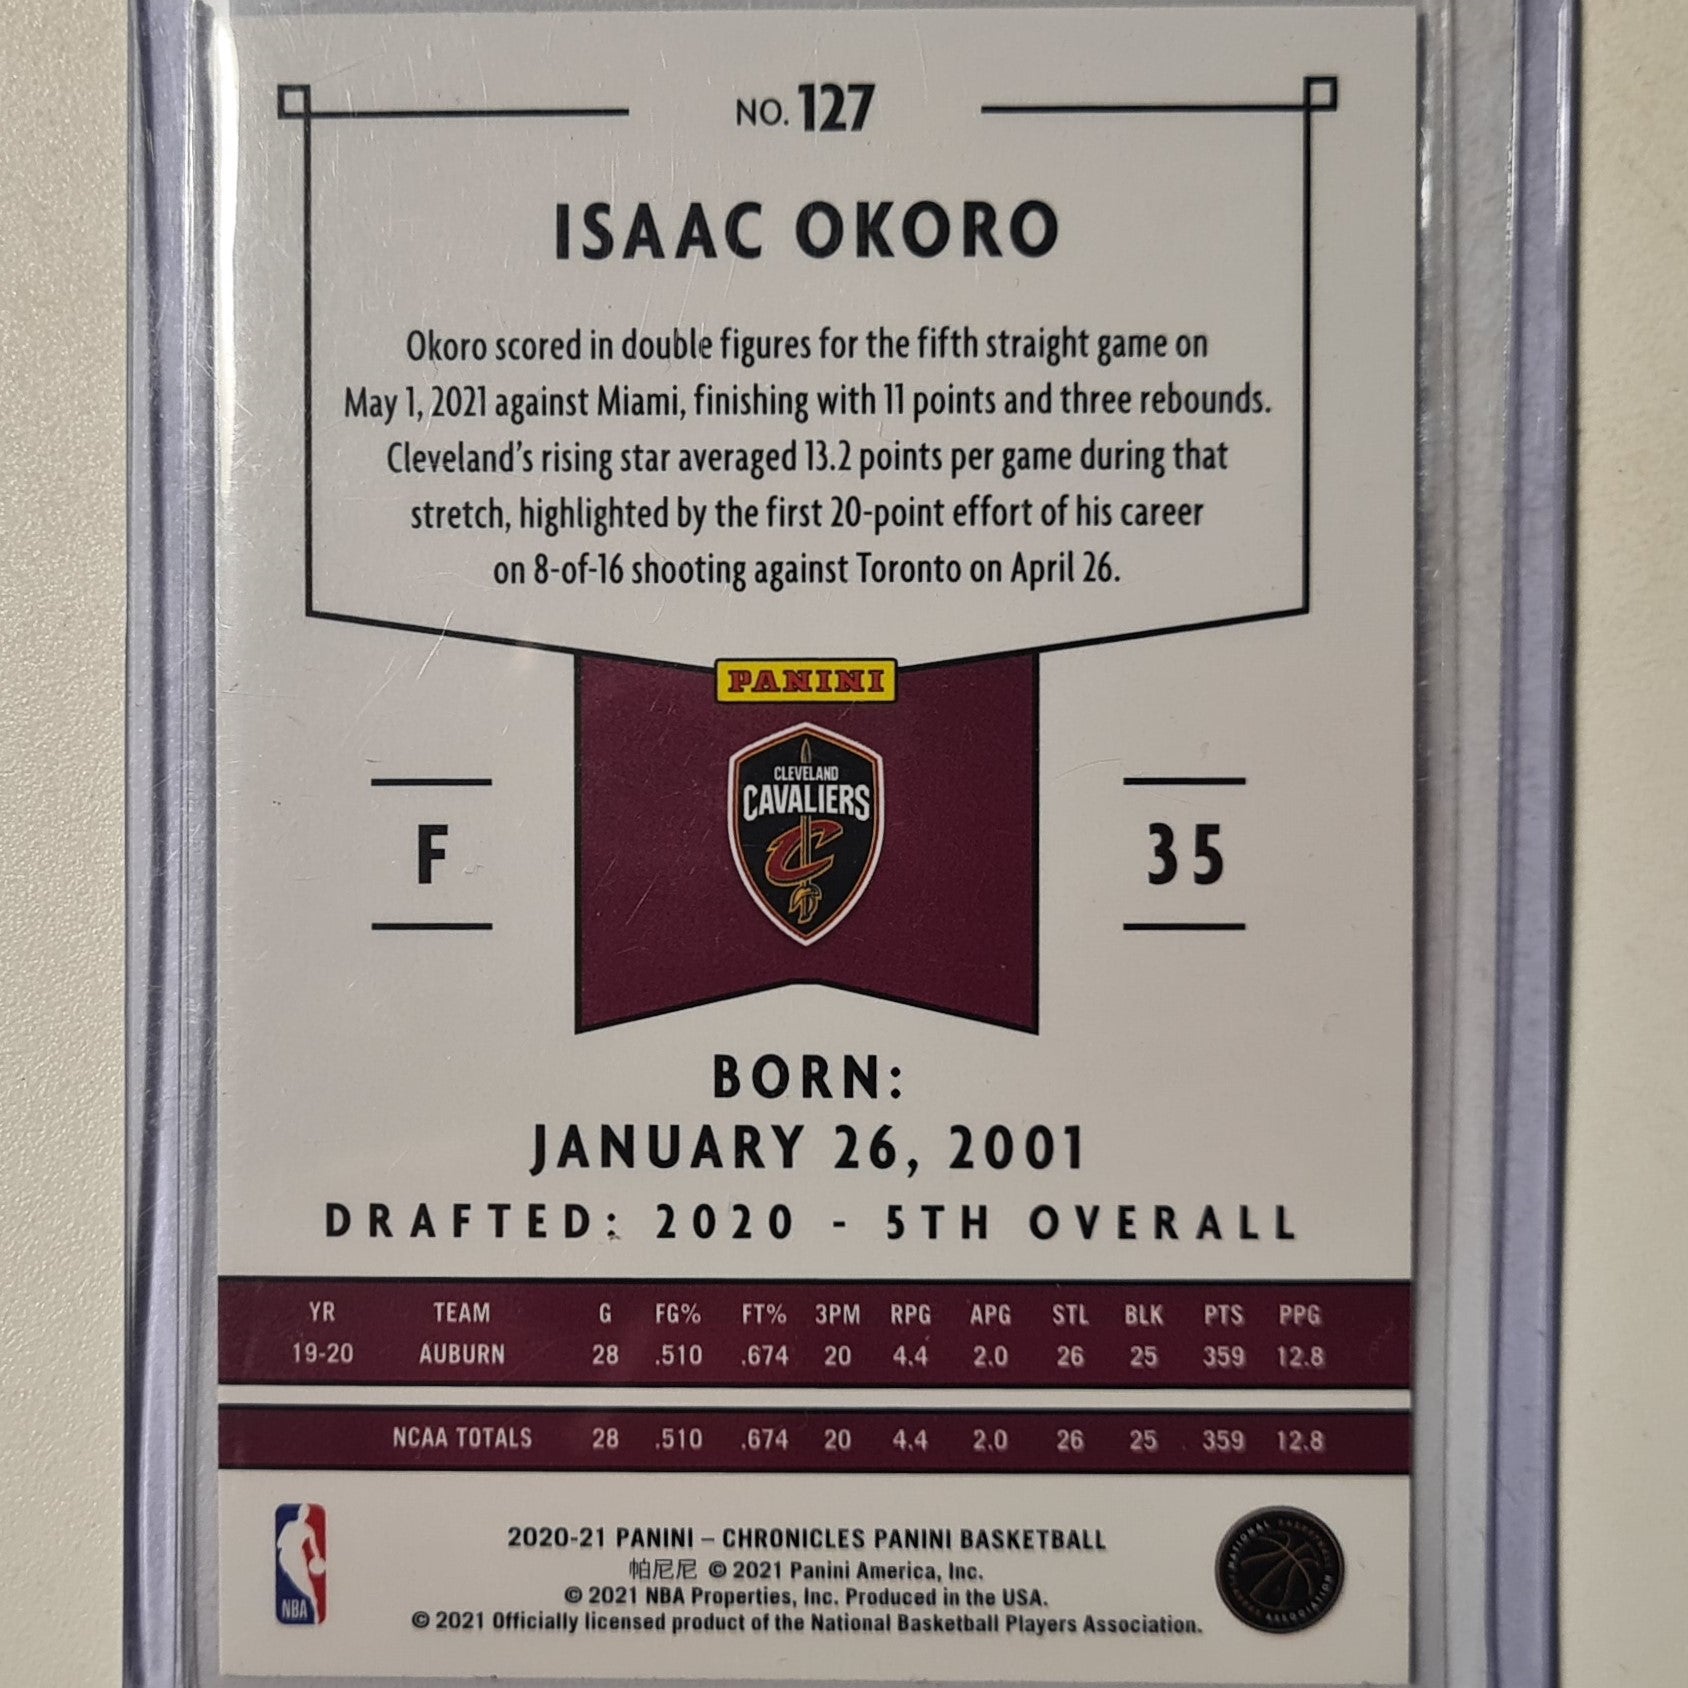 NO. 127
ISAAC OKORO
Okoro scored in double figures for the fifth straight game on
May 1, 2021 against Miami, finishing with 11 points and three rebounds.
Cleveland's rising star averaged 13.2 points per game during that
stretch, highlighted by the first 20-point effort of his career
on 8-of-16 shooting against Toronto on April 26.
PANINI
CLEVELAND
CAVALIERS
C
F
35
BORN:
JANUARY 26, 2001
DRAFTED: 2020 - 5TH OVERALL
YR TEAM G FG% FT% 3PM RPG APG STL BLK PTS PPG
19-20 AUBURN 28 .510 .674 20 4.4 2.0 26 25 359 12.8
NCAA TOTALS 28 .510 .674 20 4.4 2.0 26 25 359 12.8
2020-21 PANINI – CHRONICLES PANINI BASKETBALL
帕尼尼 © 2021 Panini America, Inc.
© 2021 NBA Properties, Inc. Produced in the USA.
© 2021 Officially licensed product of the National Basketball Players Association.
NBA
NATIONAL BASKETBALL PLAYERS ASSOCIATION